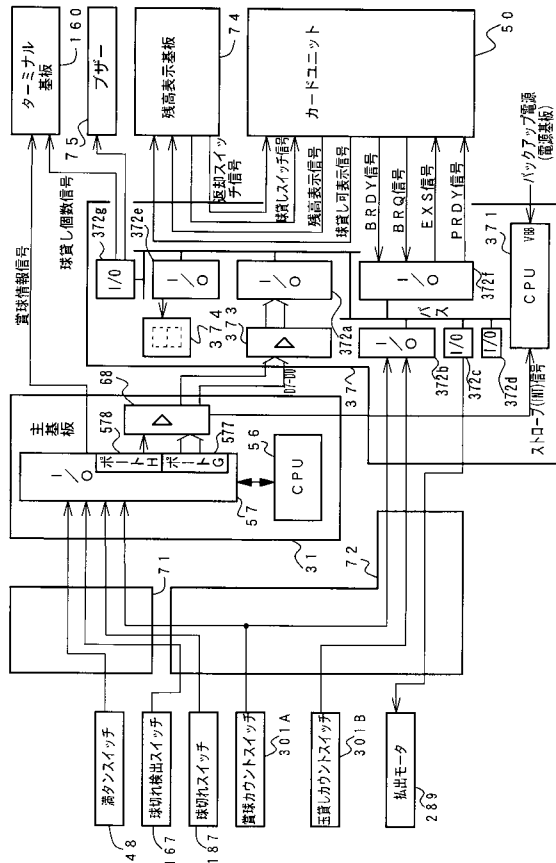 ターミナル
基板
160
ブザー
75
残高表示基板
74
カードユニット
50
賞球情報信号
球貸し個数信号
372g
I/O
372e
I/O
374
373
372a
I/O
返却スイッ
チ信号
球貸しスイッチ信号
残高表示信号
球貸し可表示信号
BRDY信号
BRQ信号
EXS信号
PRDY信号
I/O
372f
バス
I/O
372b
I/O
372c
I/O
372d
371
CPU
VBB
バックアップ電源
(電源基板)
ストローブ(INT)信号
37
D7~D0
68
主基板
578
577
I/O
ポートH
ポートG
57
56
CPU
31
71
72
満タンスイッチ
48
球切れ検出スイッチ
167
球切れスイッチ
187
賞球カウントスイッチ
301A
玉貸しカウントスイッチ
301B
払出モータ
289